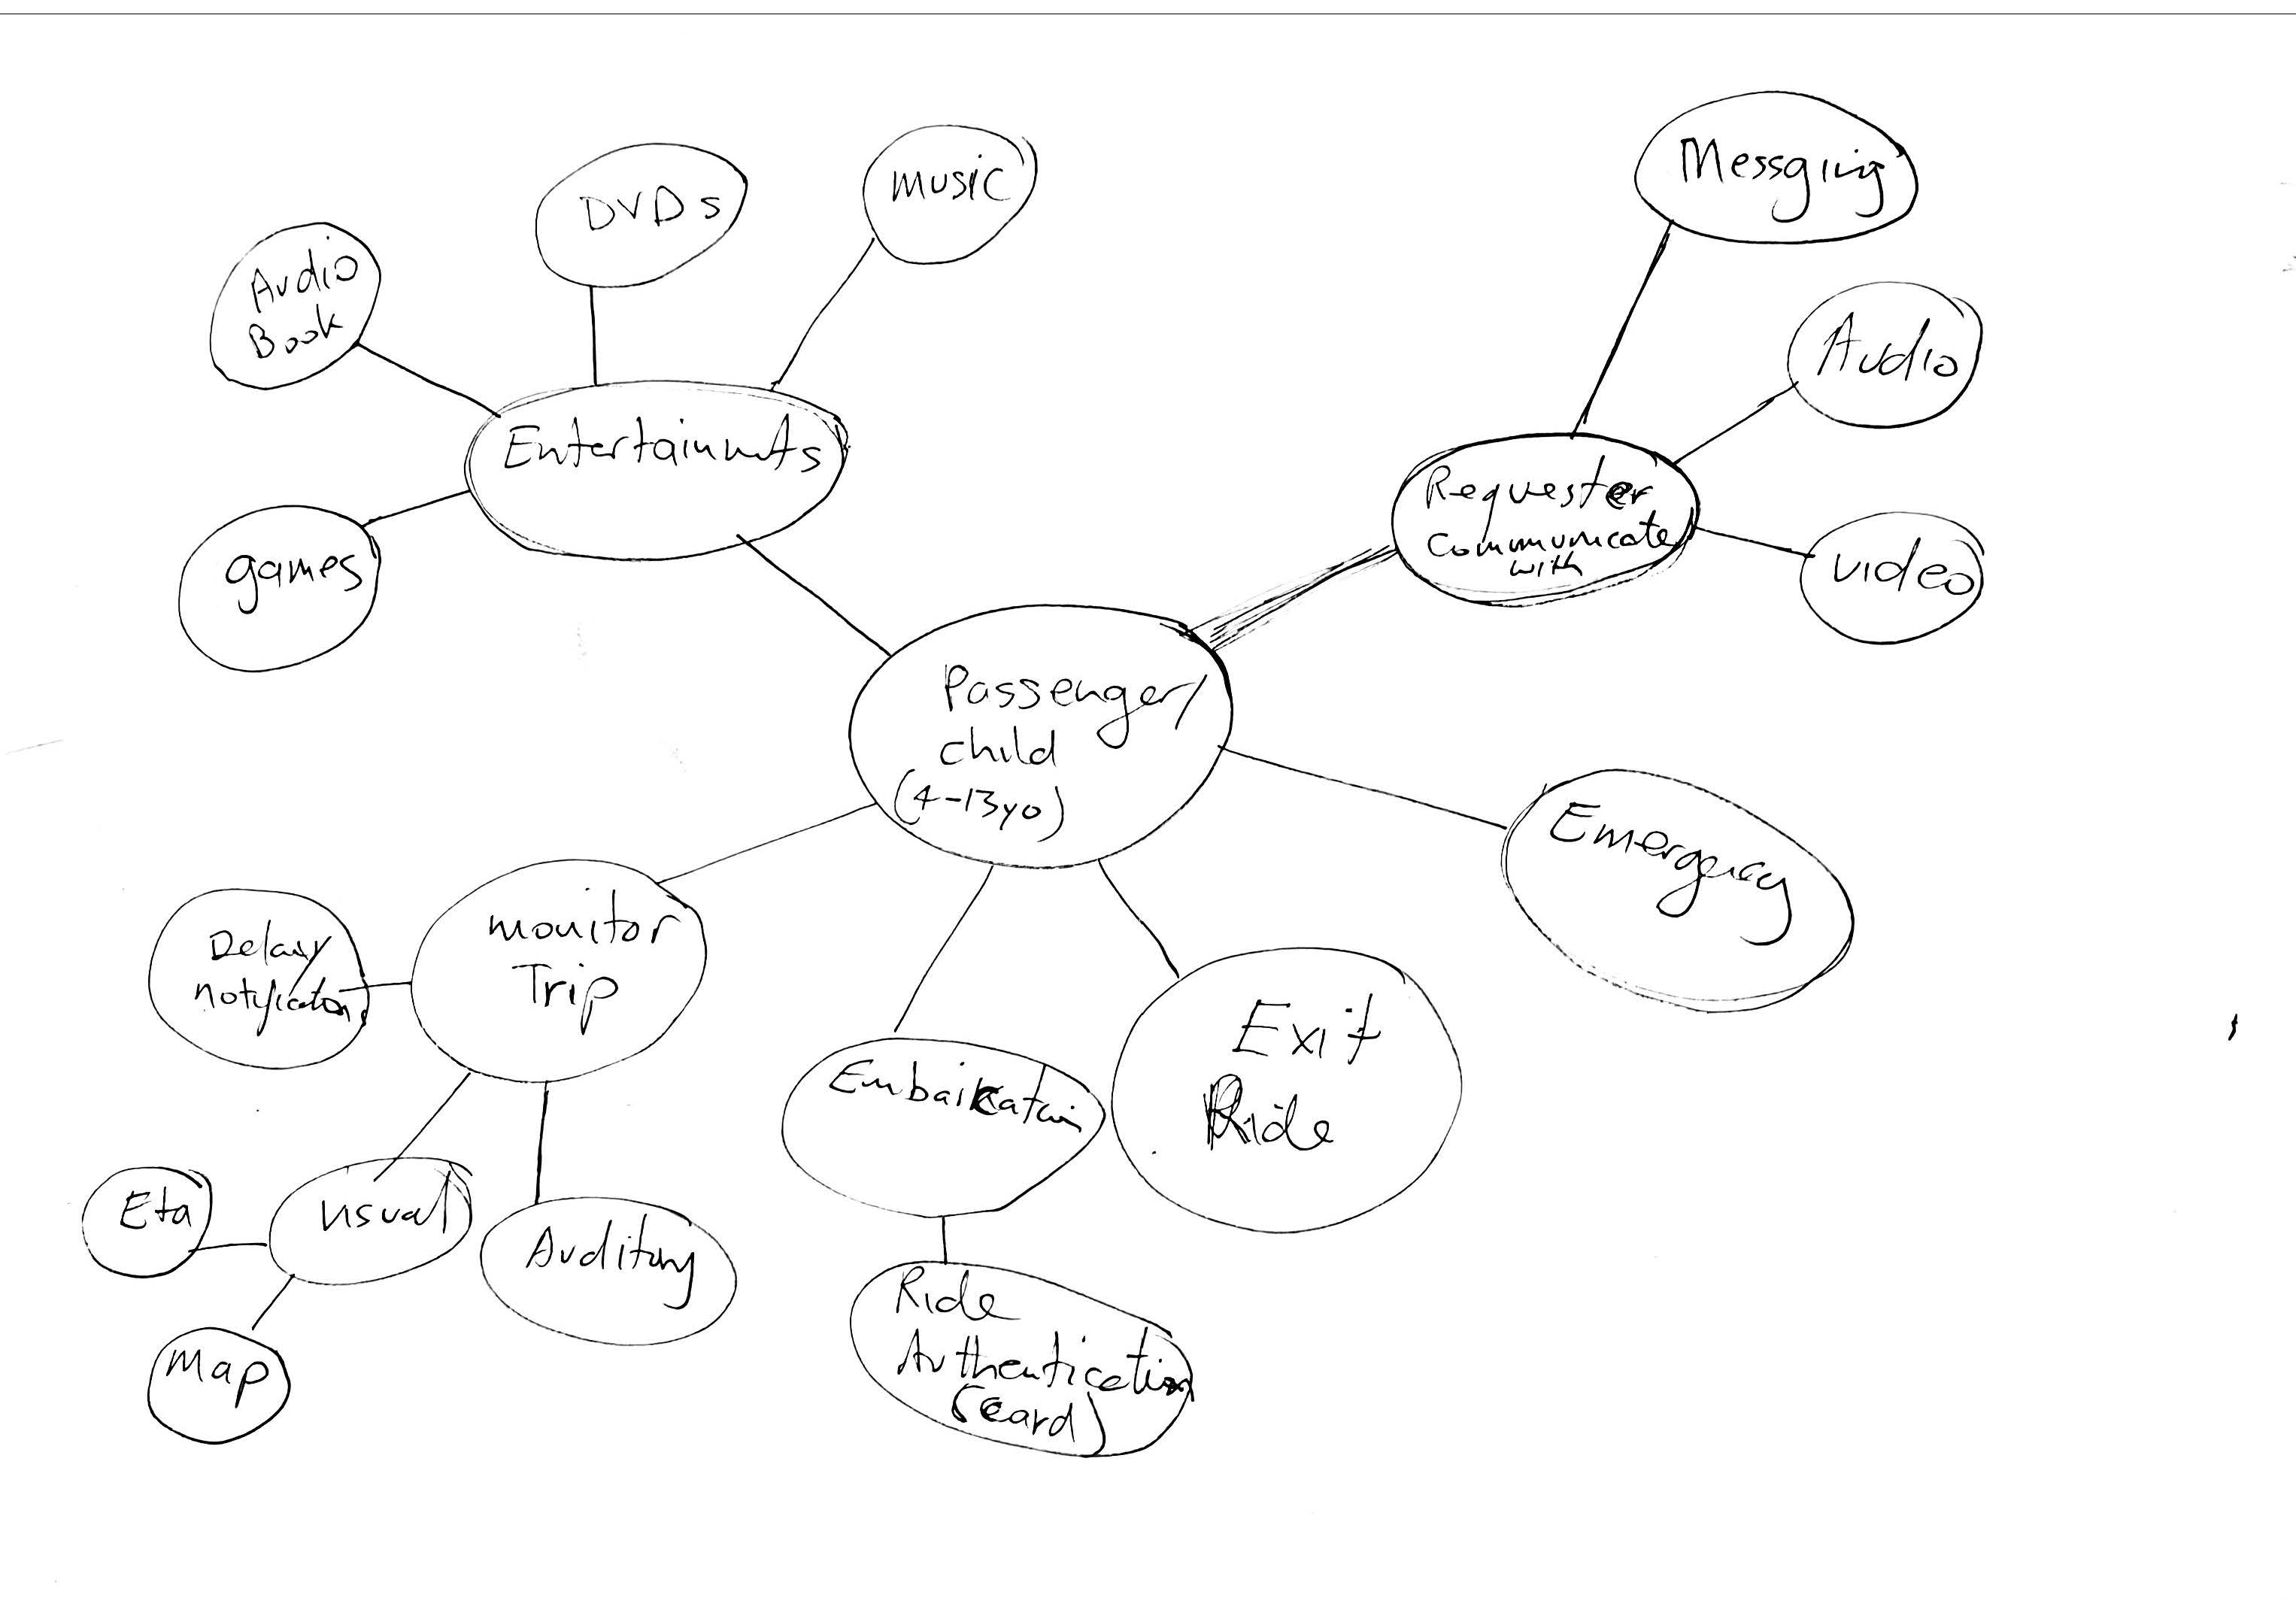 Messging
music
DVDs
Audio
Book
Audio
Entertainmnts
Requester
Communicate
with
games
video
Passenger/
child
(4-13yo)
Emergency
monitor
Trip
Delay/
notification
Exit
Ride
Embarkation
Eta
visual
Auditory
Ride
Authentication
(card)
Map